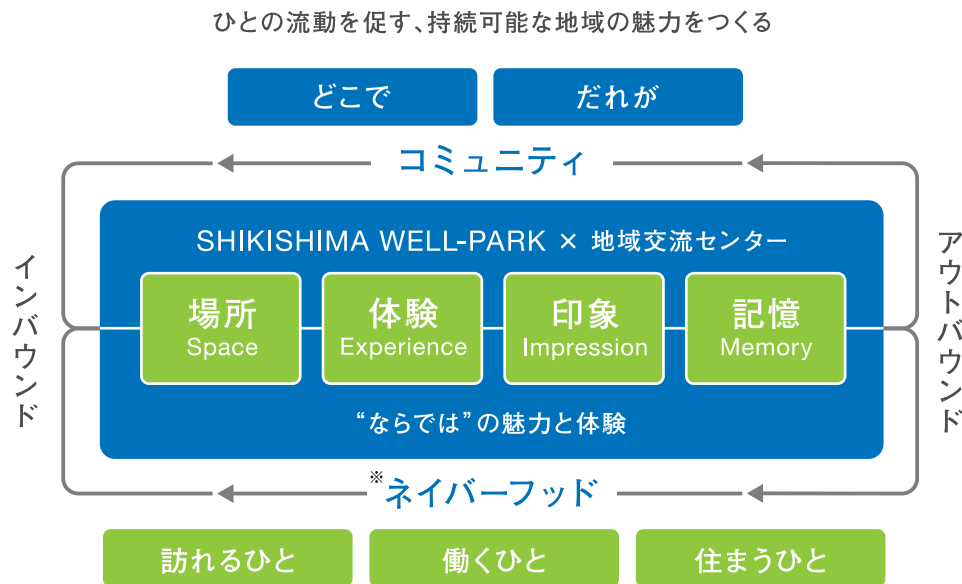 ひとの流動を促す、持続可能な地域の魅力をつくる
どこで
だれが
コミュニティ
インバウンド
SHIKISHIMA WELL-PARK × 地域交流センター
場所
Space
体験
Experience
印象
Impression
記憶
Memory
“ならでは”の魅力と体験
アウトバウンド
※ネイバーフッド
訪れるひと
働くひと
住まうひと